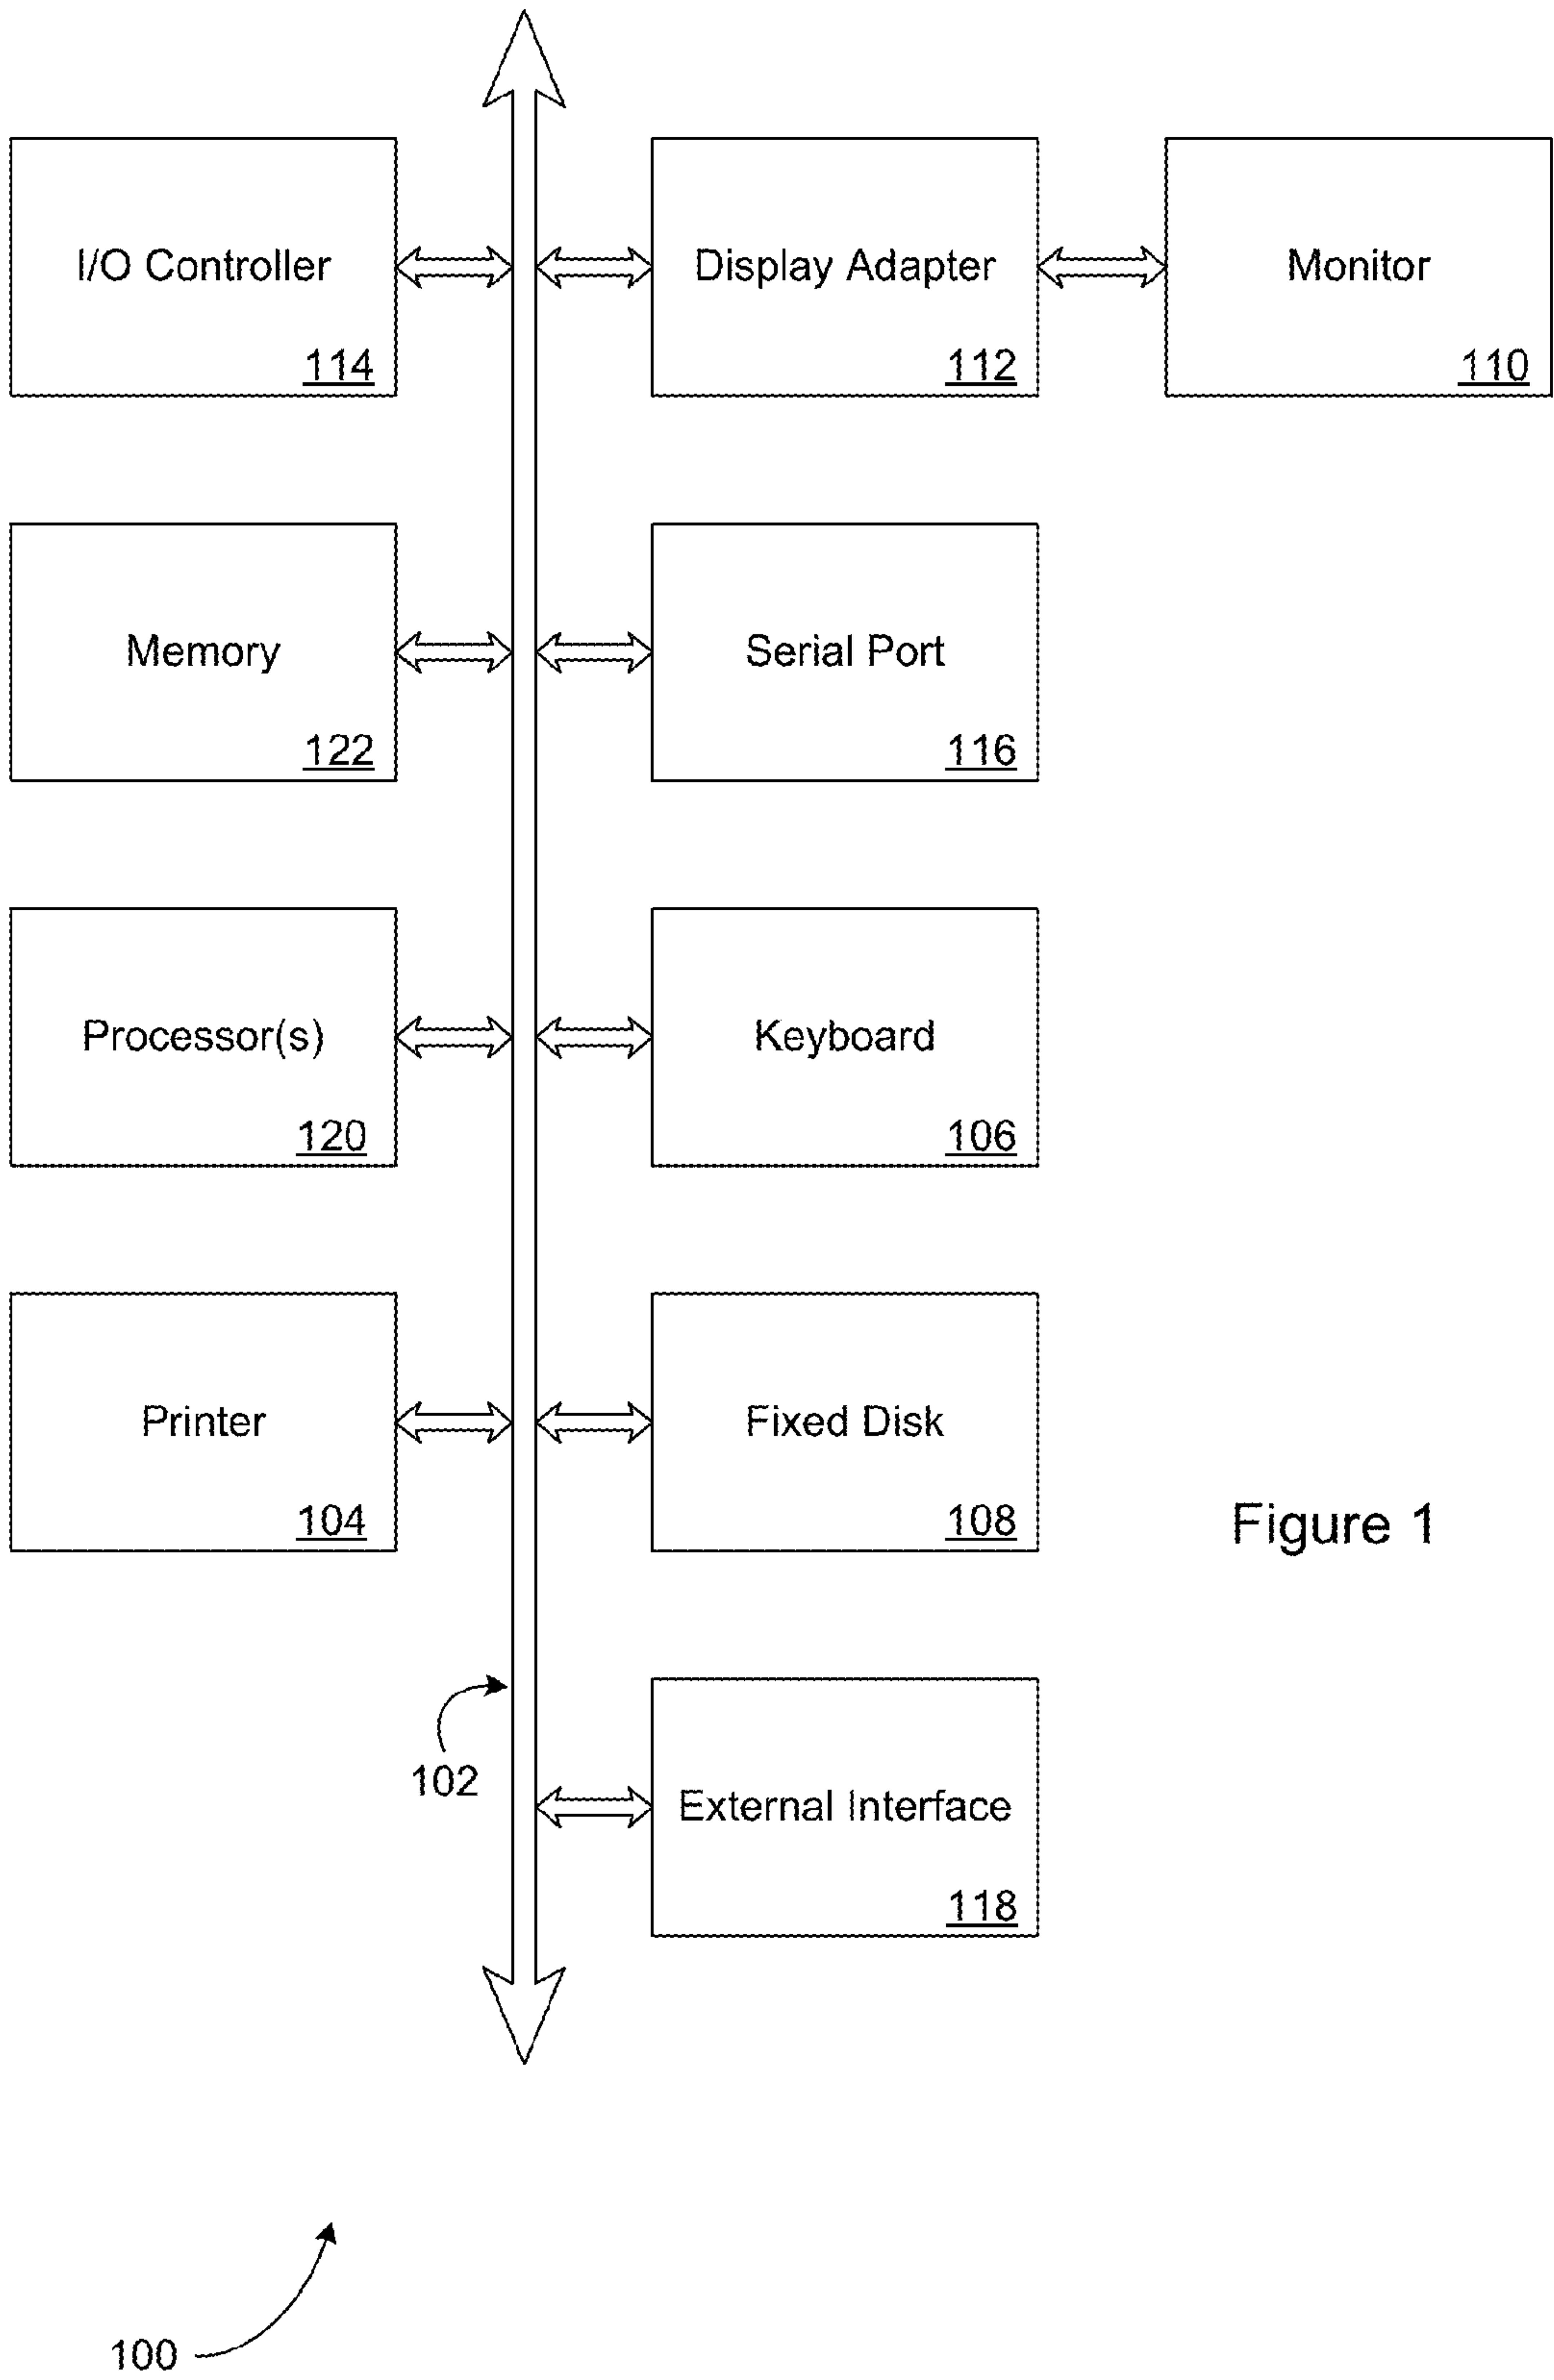 I/O Controller
114
Display Adapter
112
Monitor
110
Memory
122
Serial Port
116
Processor(s)
120
Keyboard
106
Printer
104
Fixed Disk
108
Figure 1
102
External Interface
118
100